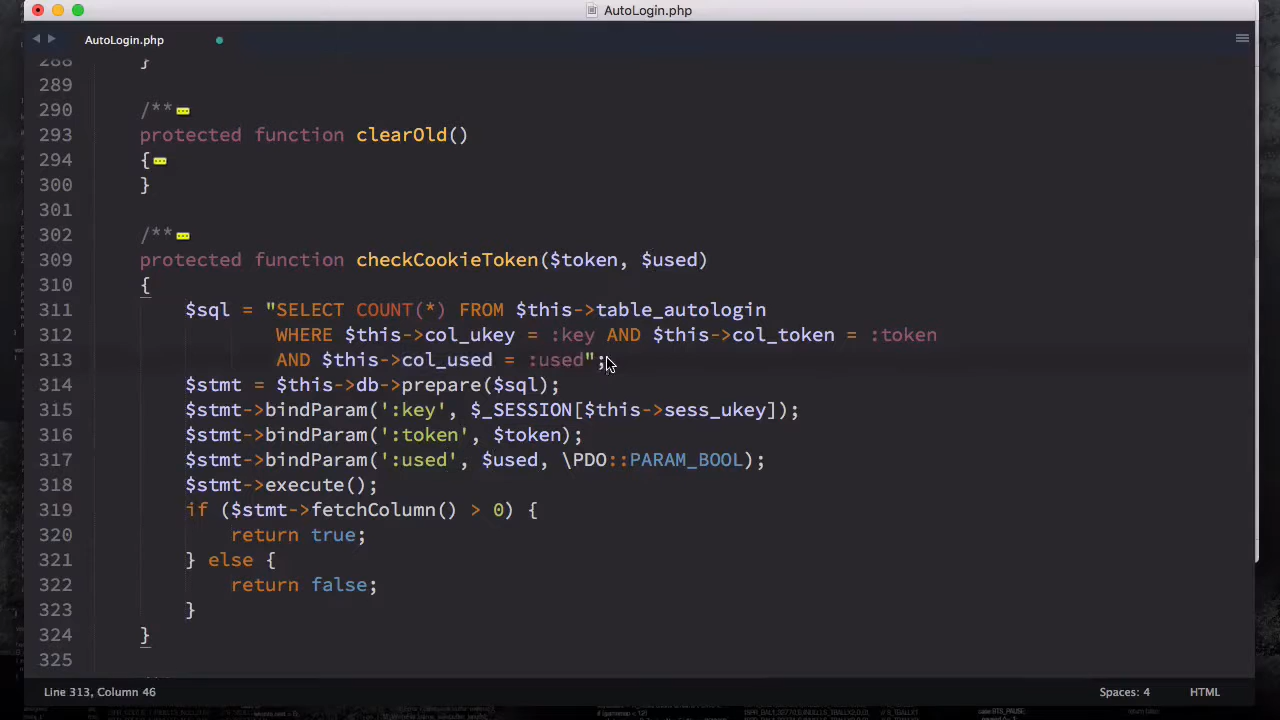 AutoLogin.php
AutoLogin.php
288 }
289
290 /**
293 protected function clearOld()
294 {
300 }
301
302 /**
309 protected function checkCookieToken($token, $used)
310 {
311 $sql = "SELECT COUNT(*) FROM $this->table_autologin
312 WHERE $this->col_ukey = :key AND $this->col_token = :token
313 AND $this->col_used = :used";
314 $stmt = $this->db->prepare($sql);
315 $stmt->bindParam(':key', $_SESSION[$this->sess_ukey]);
316 $stmt->bindParam(':token', $token);
317 $stmt->bindParam(':used', $used, \PDO::PARAM_BOOL);
318 $stmt->execute();
319 if ($stmt->fetchColumn() > 0) {
320 return true;
321 } else {
322 return false;
323 }
324 }
325
Line 313, Column 46
Spaces: 4
HTML